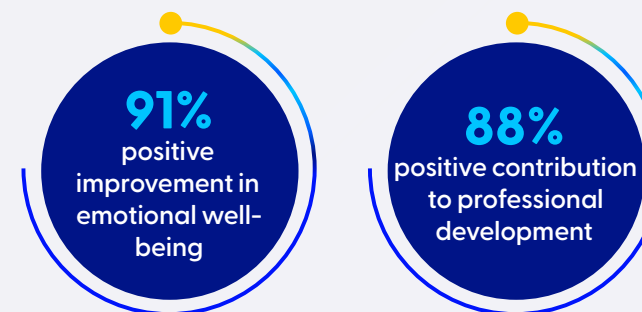 91%
positive
improvement in
emotional well-
being
88%
positive contribution
to professional
development